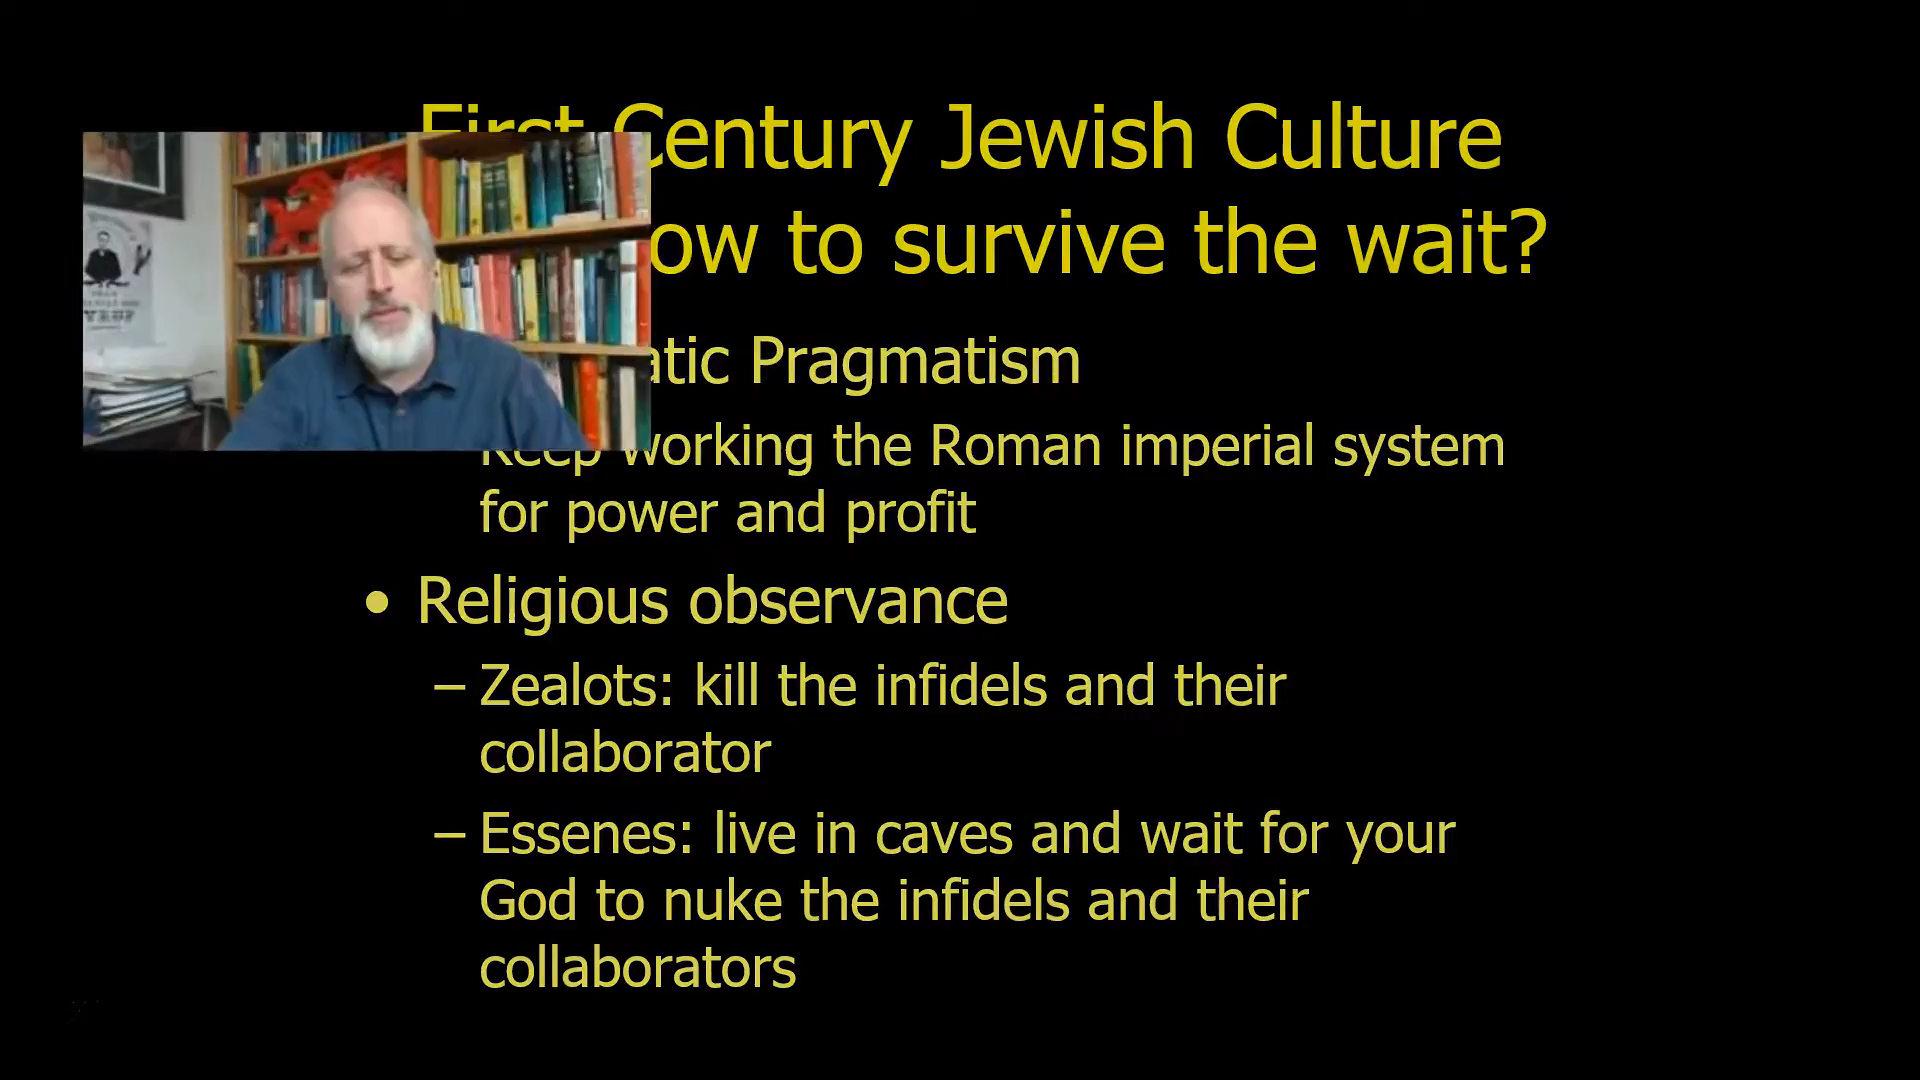 First Century Jewish Culture
ow to survive the wait?
atic Pragmatism
Keep working the Roman imperial system
for power and profit
• Religious observance
– Zealots: kill the infidels and their
collaborator
– Essenes: live in caves and wait for your
God to nuke the infidels and their
collaborators